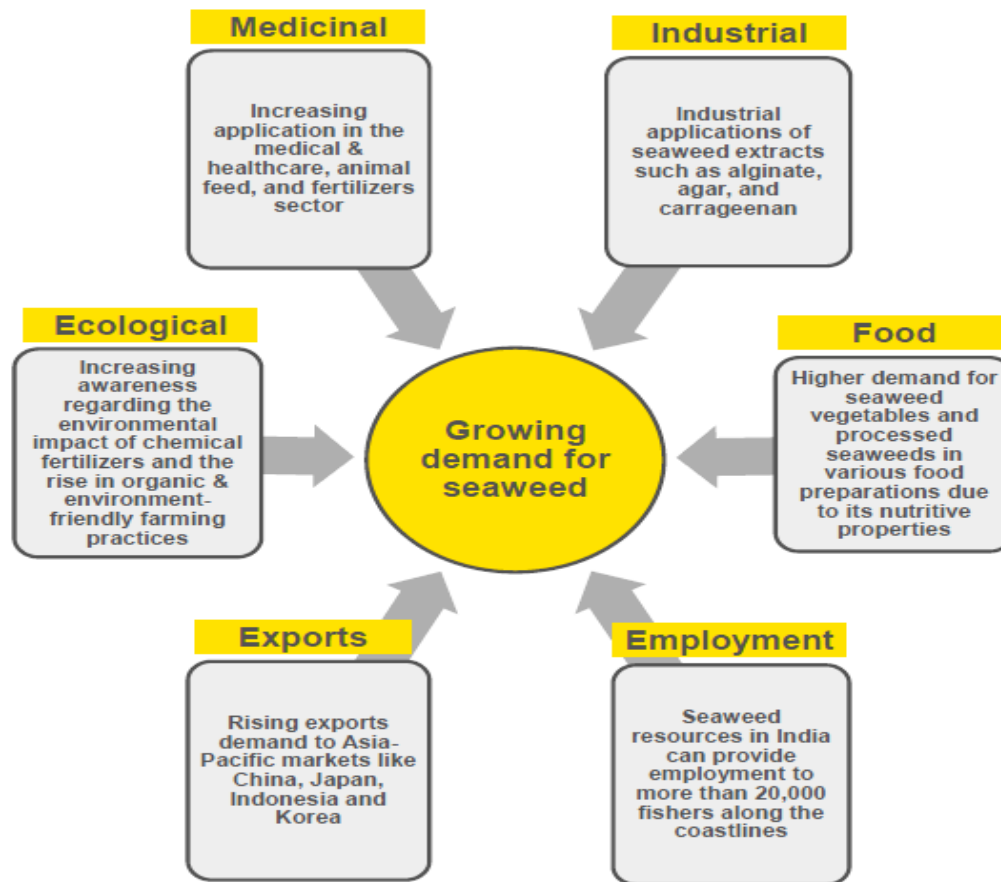 Medicinal
Increasing
application in the
medical &
healthcare, animal
feed, and fertilizers
sector
Industrial
Industrial
applications of
seaweed extracts
such as alginate,
agar, and
carrageenan
Ecological
Increasing
awareness
regarding the
environmental
impact of chemical
fertilizers and the
rise in organic &
environment-
friendly farming
practices
Growing
demand for
seaweed
Food
Higher demand for
seaweed
vegetables and
processed
seaweeds in
various food
preparations due
to its nutritive
properties
Exports
Rising exports
demand to Asia-
Pacific markets like
China, Japan,
Indonesia and
Korea
Employment
Seaweed
resources in India
can provide
employment to
more than 20,000
fishers along the
coastlines